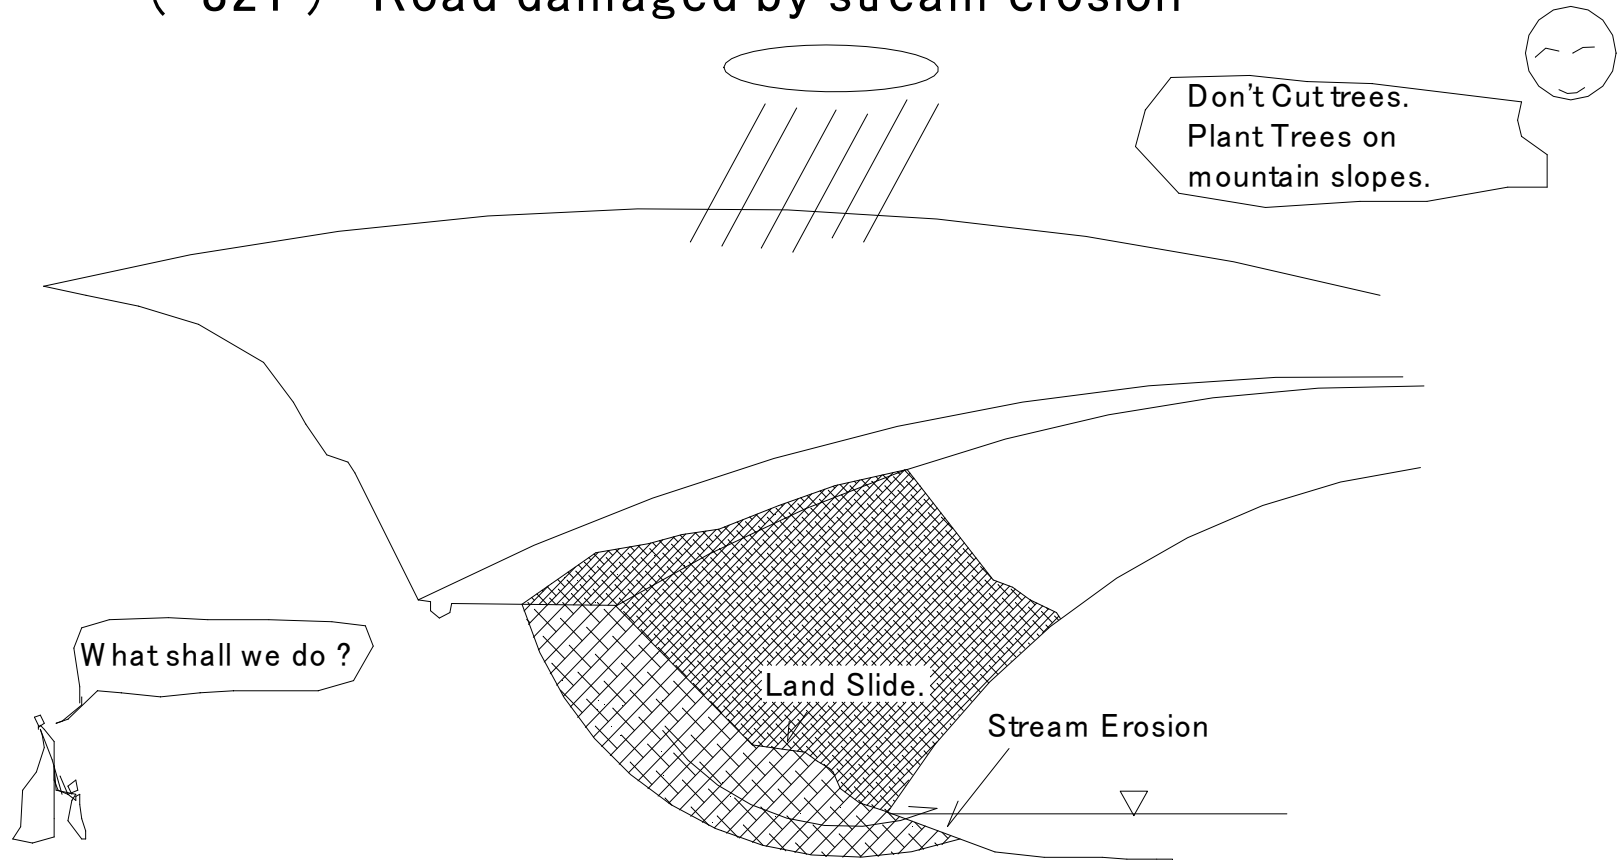 ( 321 ) Road damaged by stream erosion
Don't Cut trees.
Plant Trees on
mountain slopes.
What shall we do ?
Land Slide.
Stream Erosion